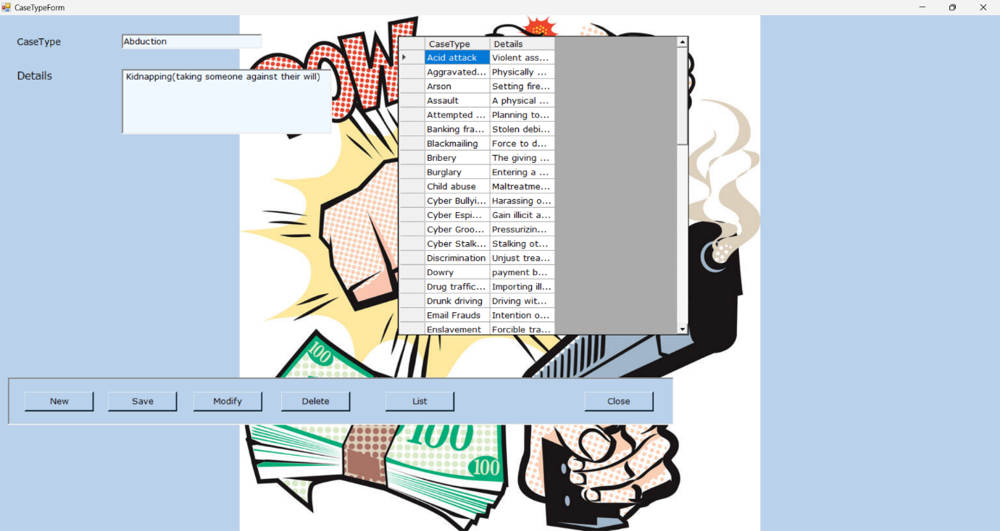 CaseTypeForm
CaseType
Abduction
Details
Kidnapping(taking someone against their will)
POW
CaseType Details
Acid attack Violent ass...
Aggravated... Physically ...
Arson Setting fire...
Assault A physical ...
Attempted ... Planning to...
Banking fra... Stolen debi...
Blackmailing Force to d...
Bribery The giving ...
Burglary Entering a ...
Child abuse Maltreatme...
Cyber Bullyi... Harassing o...
Cyber Espi... Gain illicit a...
Cyber Groo... Pressurizin...
Cyber Stalk... Stalking ot...
Discrimination Unjust trea...
Dowry payment b...
Drug traffic... Importing ill...
Drunk driving Driving wit...
Email Frauds Intention o...
Enslavement Forcible tra...
100
New Save Modify Delete List Close
100
100